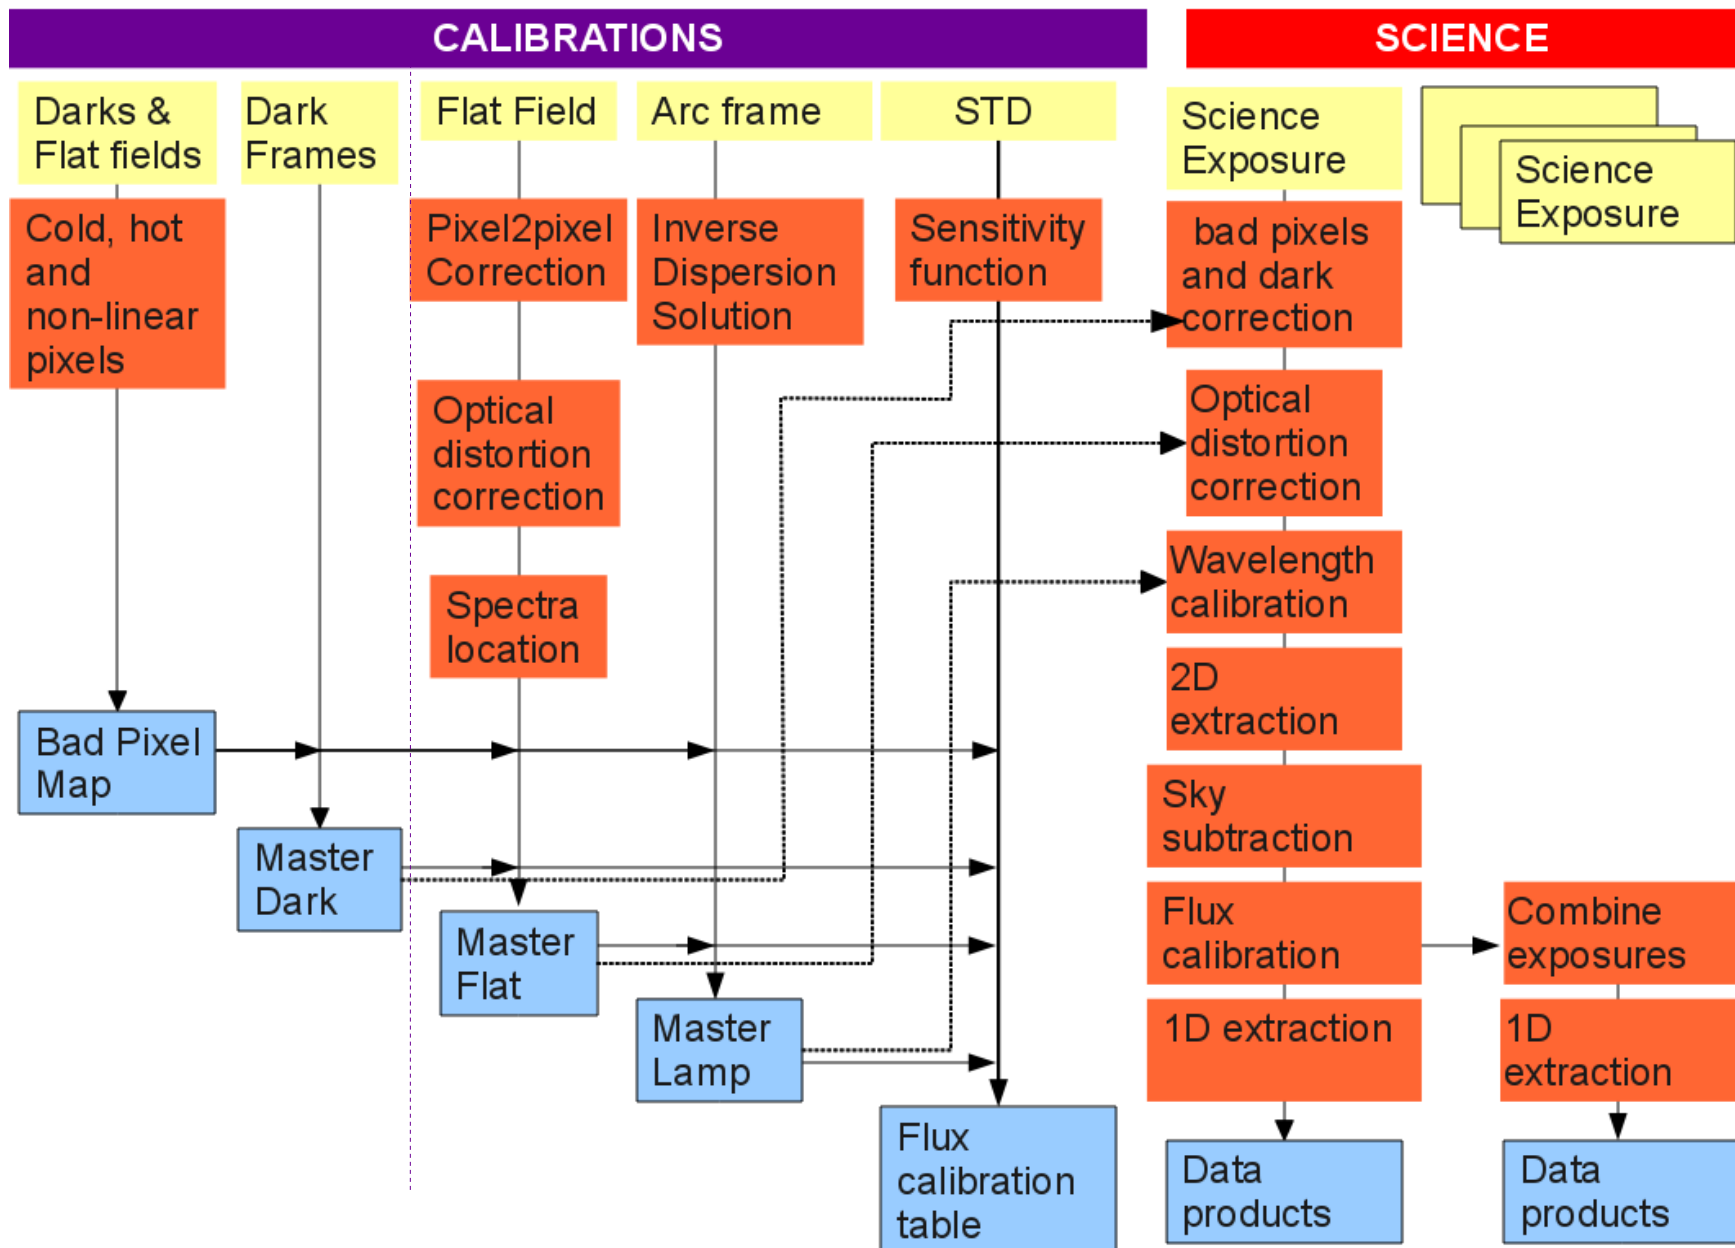 CALIBRATIONS
SCIENCE
Darks &
Flat fields
Dark
Frames
Flat Field
Arc frame
STD
Science
Exposure
Science
Exposure
Cold, hot
and
non-linear
pixels
Pixel2pixel
Correction
Inverse
Dispersion
Solution
Sensitivity
function
bad pixels
and dark
correction
Optical
distortion
correction
Optical
distortion
correction
Spectra
location
Wavelength
calibration
2D
extraction
Bad Pixel
Map
Sky
subtraction
Master
Dark
Master
Flat
Flux
calibration
Combine
exposures
Master
Lamp
1D extraction
1D
extraction
Flux
calibration
table
Data
products
Data
products